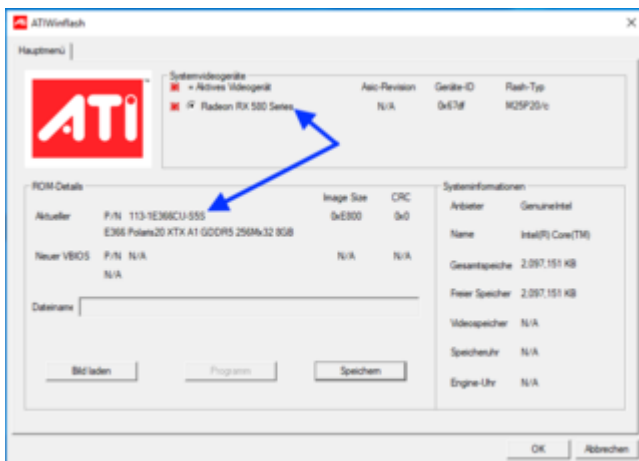 ATIWinflash
Hauptmenü
Systemvideogeräte
= Aktives Videogerät Asic-Revision Geräte-ID Flash-Typ
Radeon RX 580 Series N/A 0x67df M25P20/c
ATI
ROM-Details
Image Size CRC
Aktueller P/N 113-1E366CU-S5S 0xE800 0x0
E366 Polaris20 XTX A1 GDDR5 256Mx32 8GB
Neuer VBIOS P/N N/A N/A N/A
N/A
Dateiname
Bild laden Programm Speichern
Systeminformationen
Anbieter GenuineIntel
Name Intel(R) Core(TM)
Gesamtspeiche 2,097,151 KB
Freier Speicher 2,097,151 KB
Videospeicher N/A
Speicheruhr N/A
Engine-Uhr N/A
OK Abbrechen